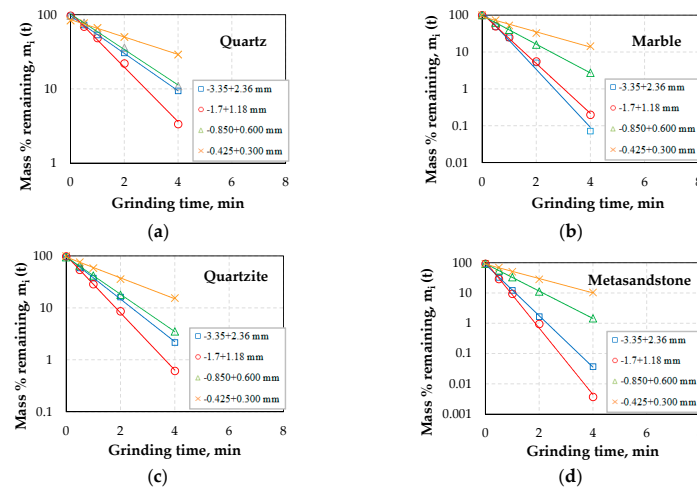 (a)
Quartz
Mass % remaining, mᵢ (t)
100
10
1
-3.35+2.36 mm
-1.7+1.18 mm
-0.850+0.600 mm
-0.425+0.300 mm
0 2 4 6 8
Grinding time, min
(a)
Marble
Mass % remaining, mᵢ (t)
100
10
1
0.1
0.01
-3.35+2.36 mm
-1.7+1.18 mm
-0.850+0.600 mm
-0.425+0.300 mm
0 2 4 6 8
Grinding time, min
(b)
Quartzite
Mass % remaining, mᵢ (t)
100
10
1
0.1
-3.35+2.36 mm
-1.7+1.18 mm
-0.850+0.600 mm
-0.425+0.300 mm
0 2 4 6 8
Grinding time, min
(c)
Metasandstone
Mass % remaining, mᵢ (t)
100
10
1
0.1
0.01
0.001
-3.35+2.36 mm
-1.7+1.18 mm
-0.850+0.600 mm
-0.425+0.300 mm
0 2 4 6 8
Grinding time, min
(d)